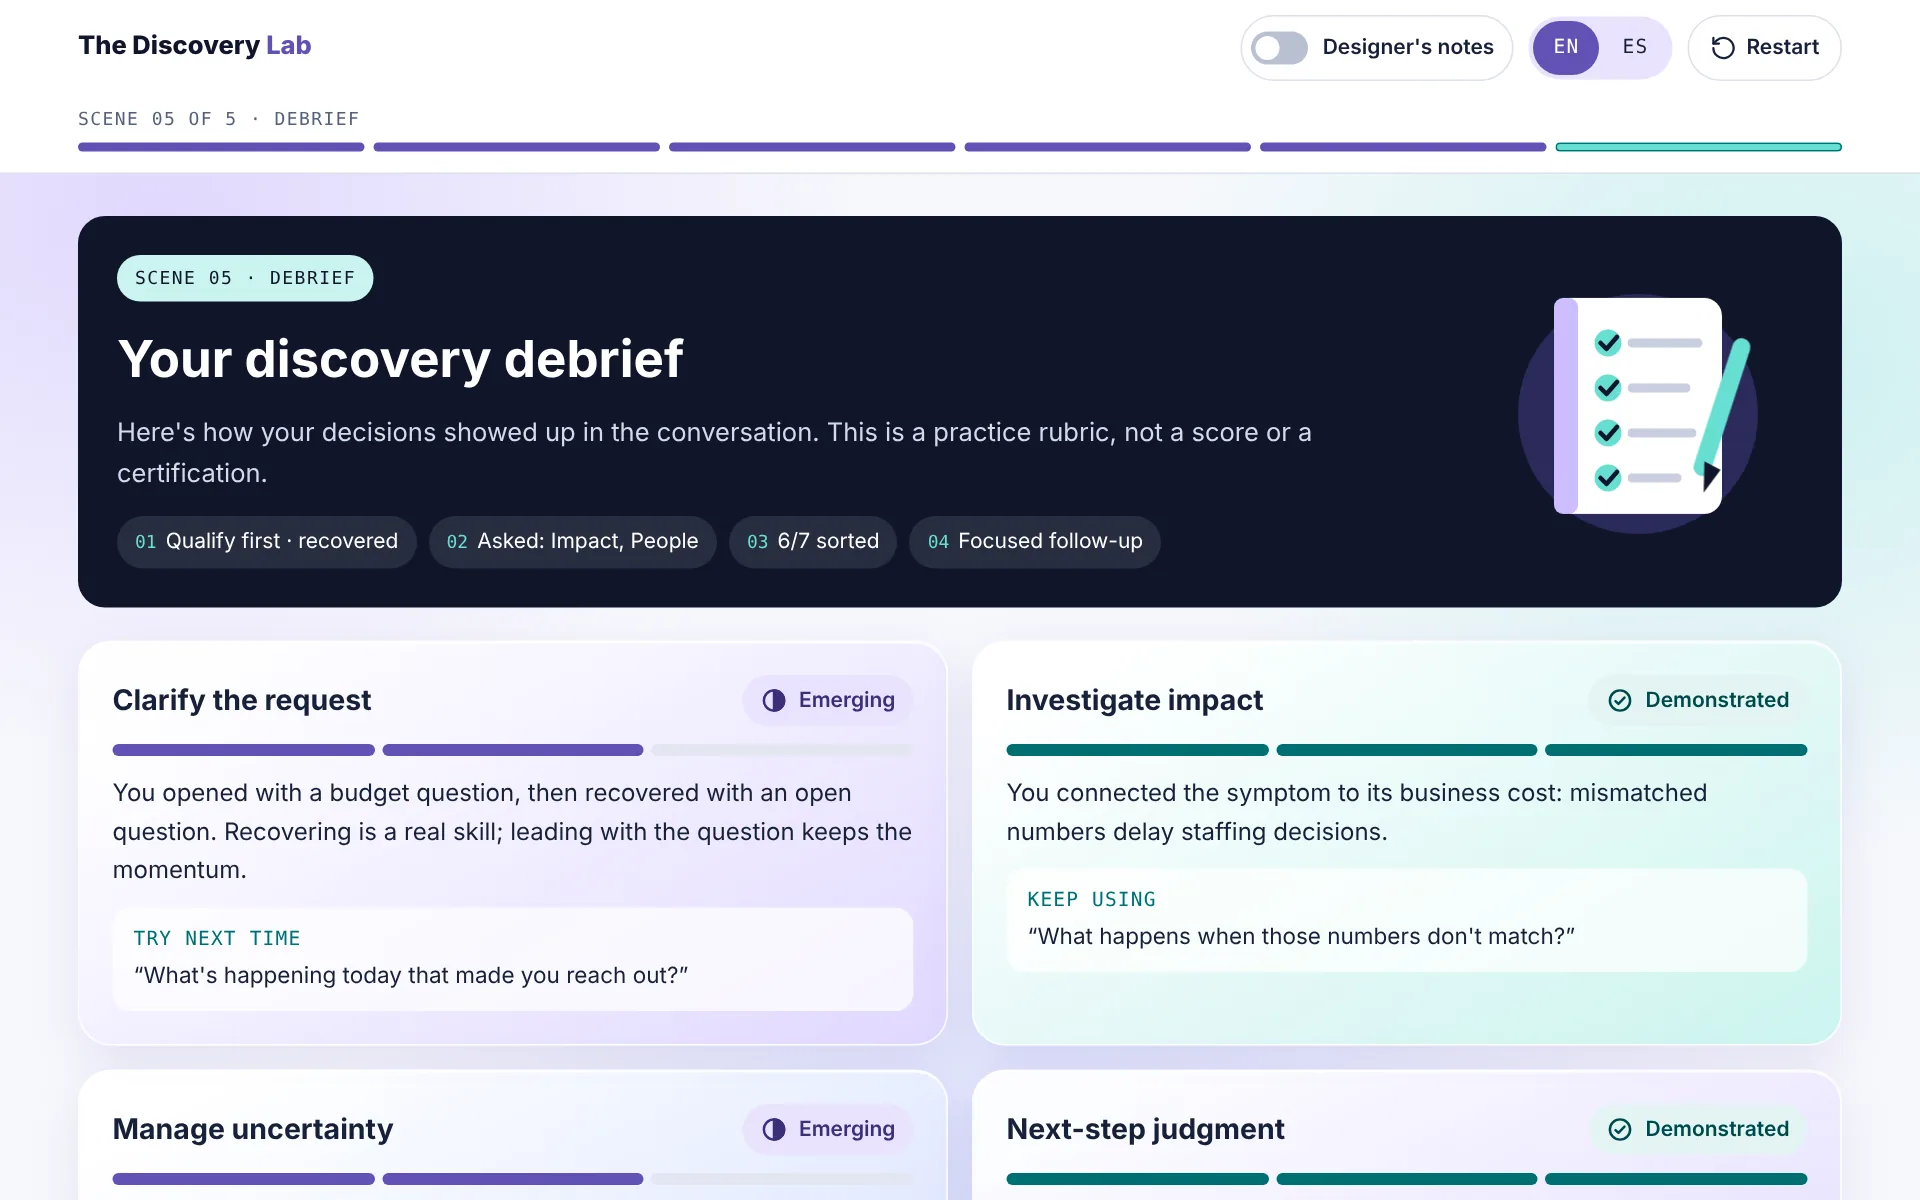 The Discovery Lab
Designer's notes
EN
ES
Restart
SCENE 05 OF 5 · DEBRIEF
SCENE 05 · DEBRIEF
Your discovery debrief
Here's how your decisions showed up in the conversation. This is a practice rubric, not a score or a
certification.
01 Qualify first · recovered
02 Asked: Impact, People
03 6/7 sorted
04 Focused follow-up
Clarify the request
Emerging
You opened with a budget question, then recovered with an open
question. Recovering is a real skill; leading with the question keeps the
momentum.
TRY NEXT TIME
“What's happening today that made you reach out?”
Investigate impact
Demonstrated
You connected the symptom to its business cost: mismatched
numbers delay staffing decisions.
KEEP USING
“What happens when those numbers don't match?”
Manage uncertainty
Emerging
Next-step judgment
Demonstrated